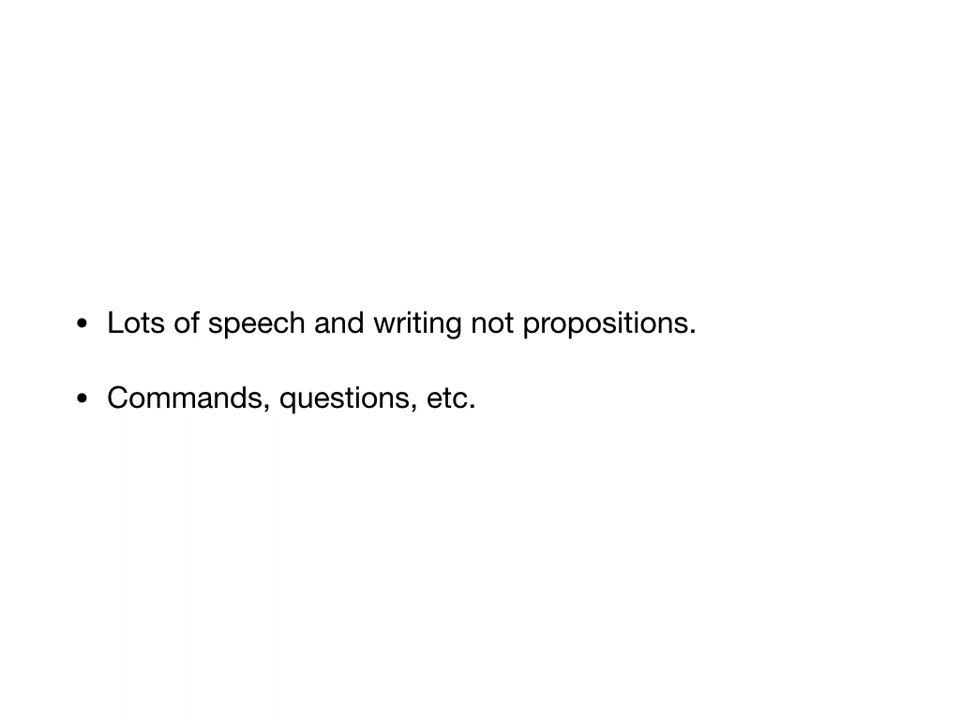 • Lots of speech and writing not propositions.
• Commands, questions, etc.